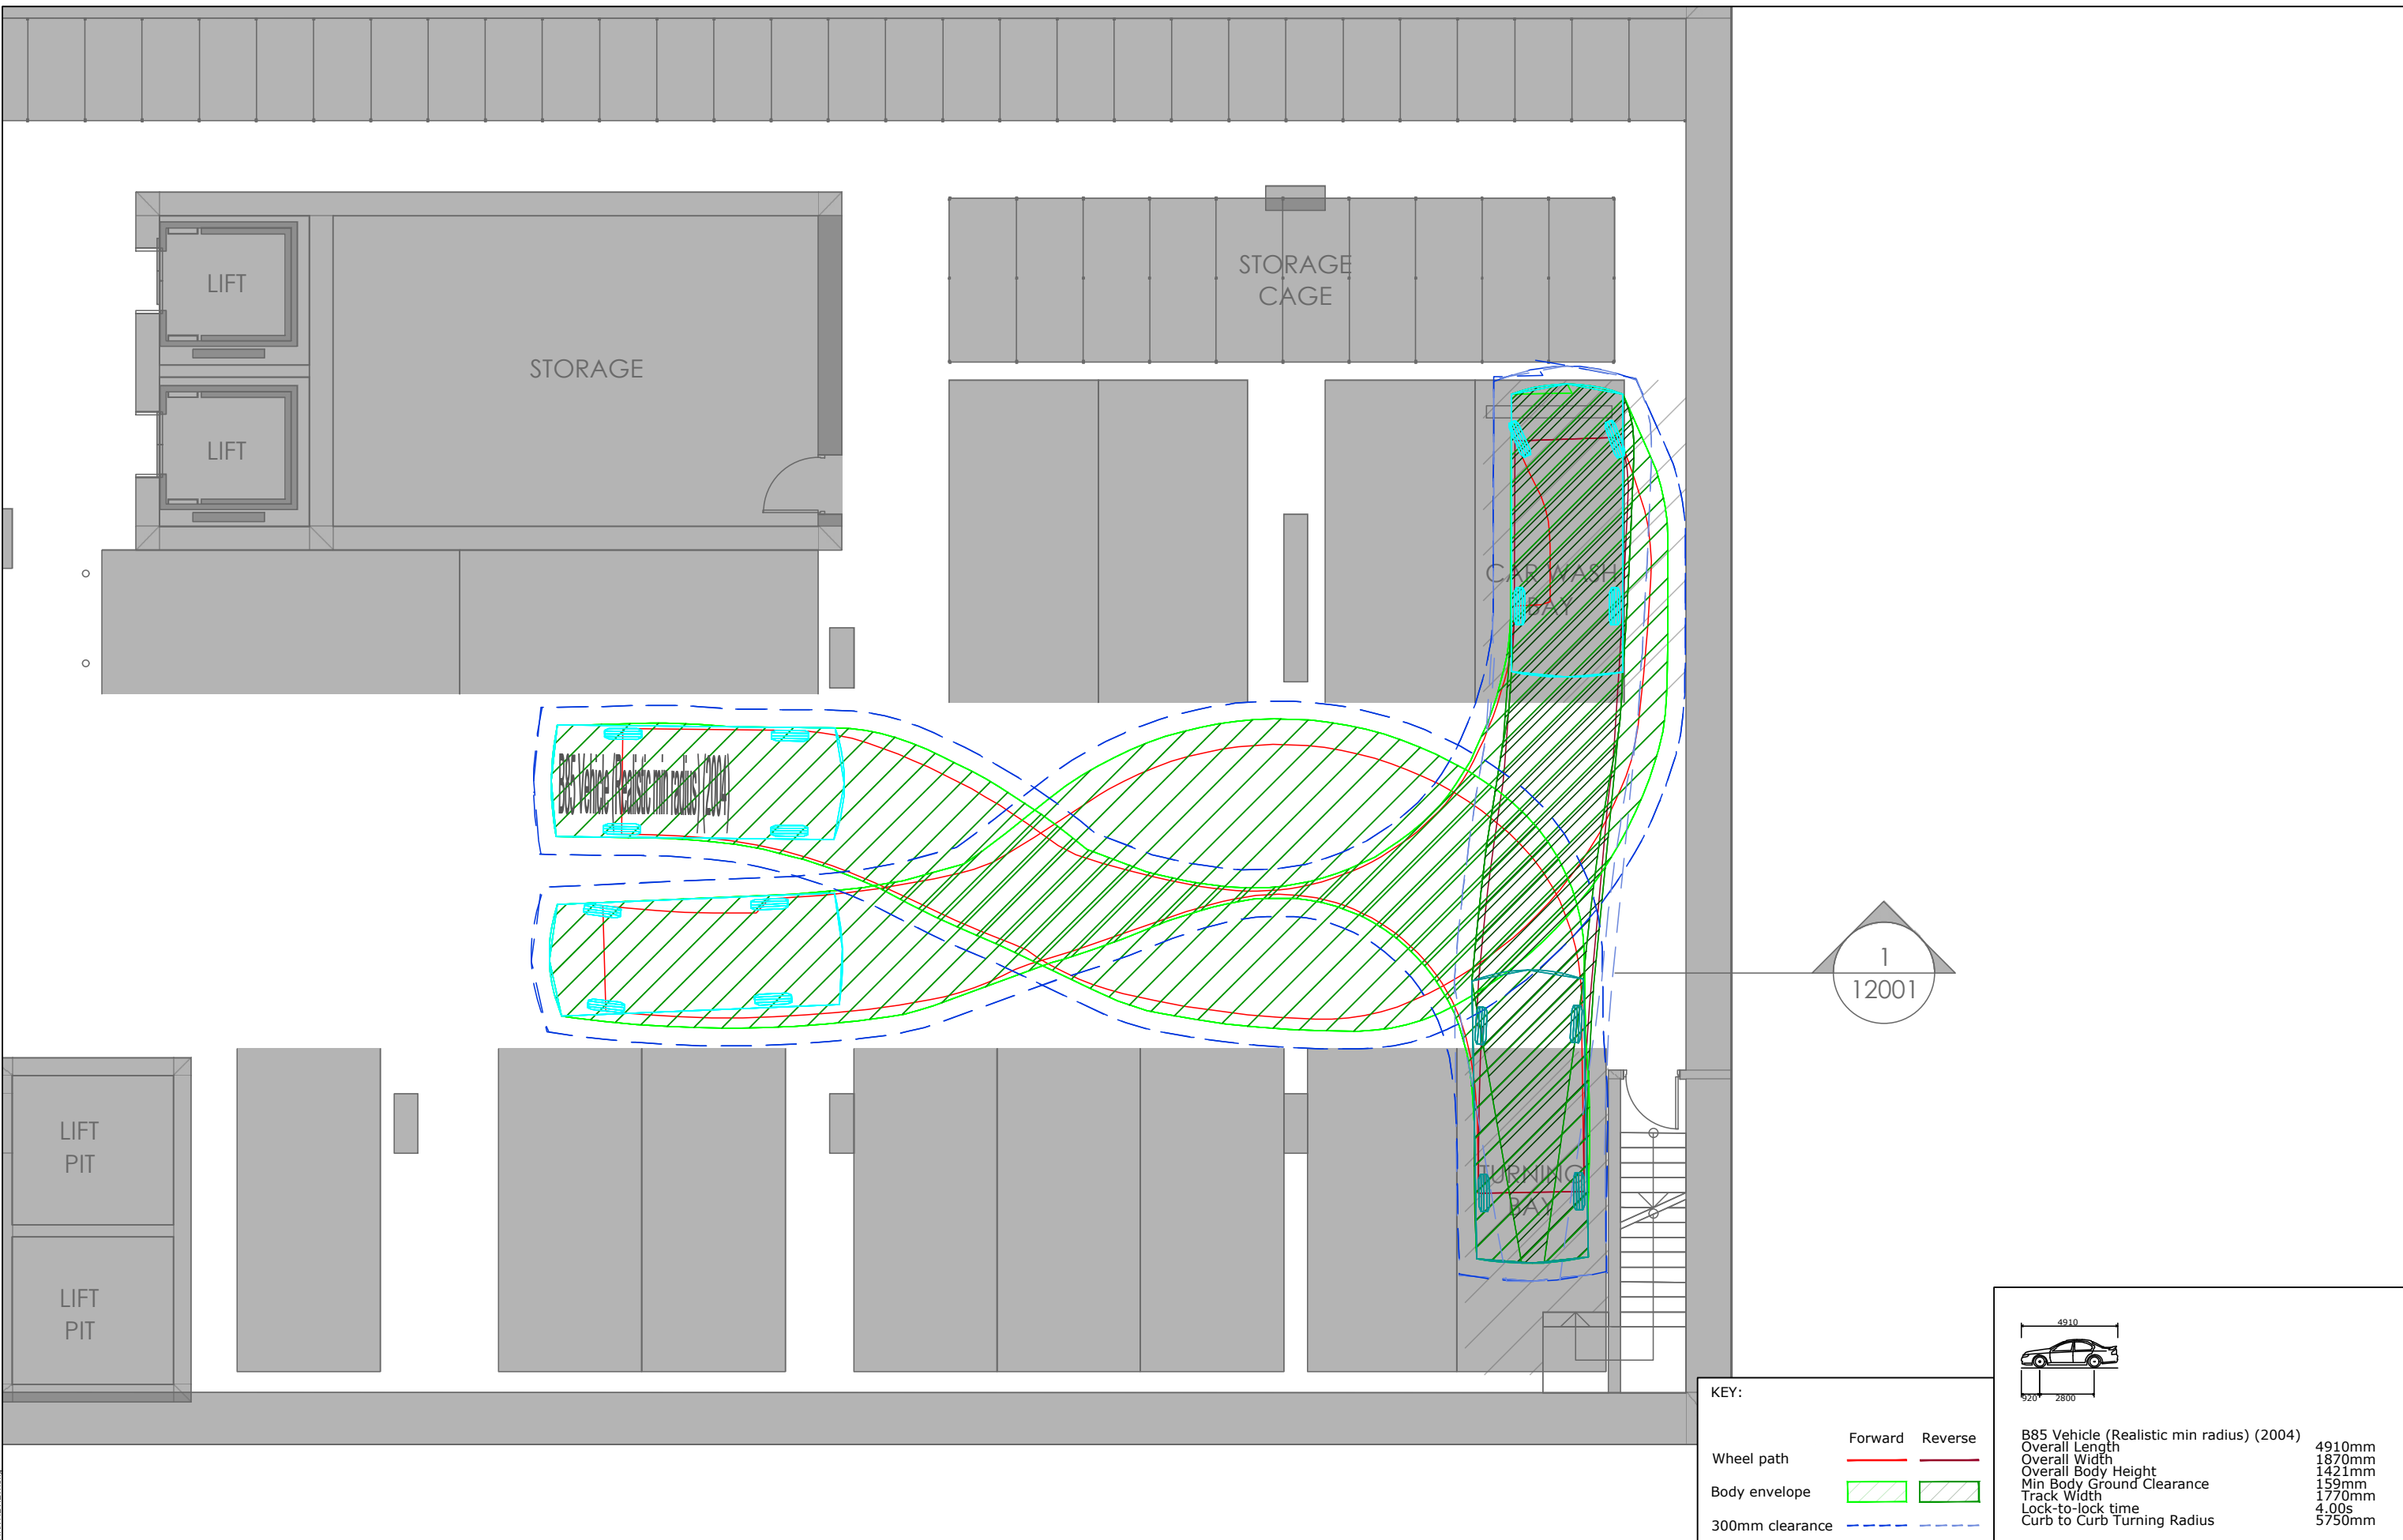 LIFT
STORAGE
CAGE
STORAGE
LIFT
CAR WASH
BAY
B85 Vehicle (Realistic min radius) (2004)
1
12001
LIFT
PIT
TURNING
BAY
LIFT
PIT
4910
920 2800
KEY:
Forward Reverse
Wheel path
Body envelope
300mm clearance
B85 Vehicle (Realistic min radius) (2004)
Overall Length 4910mm
Overall Width 1870mm
Overall Body Height 1421mm
Min Body Ground Clearance 159mm
Track Width 1770mm
Lock-to-lock time 4.00s
Curb to Curb Turning Radius 5750mm